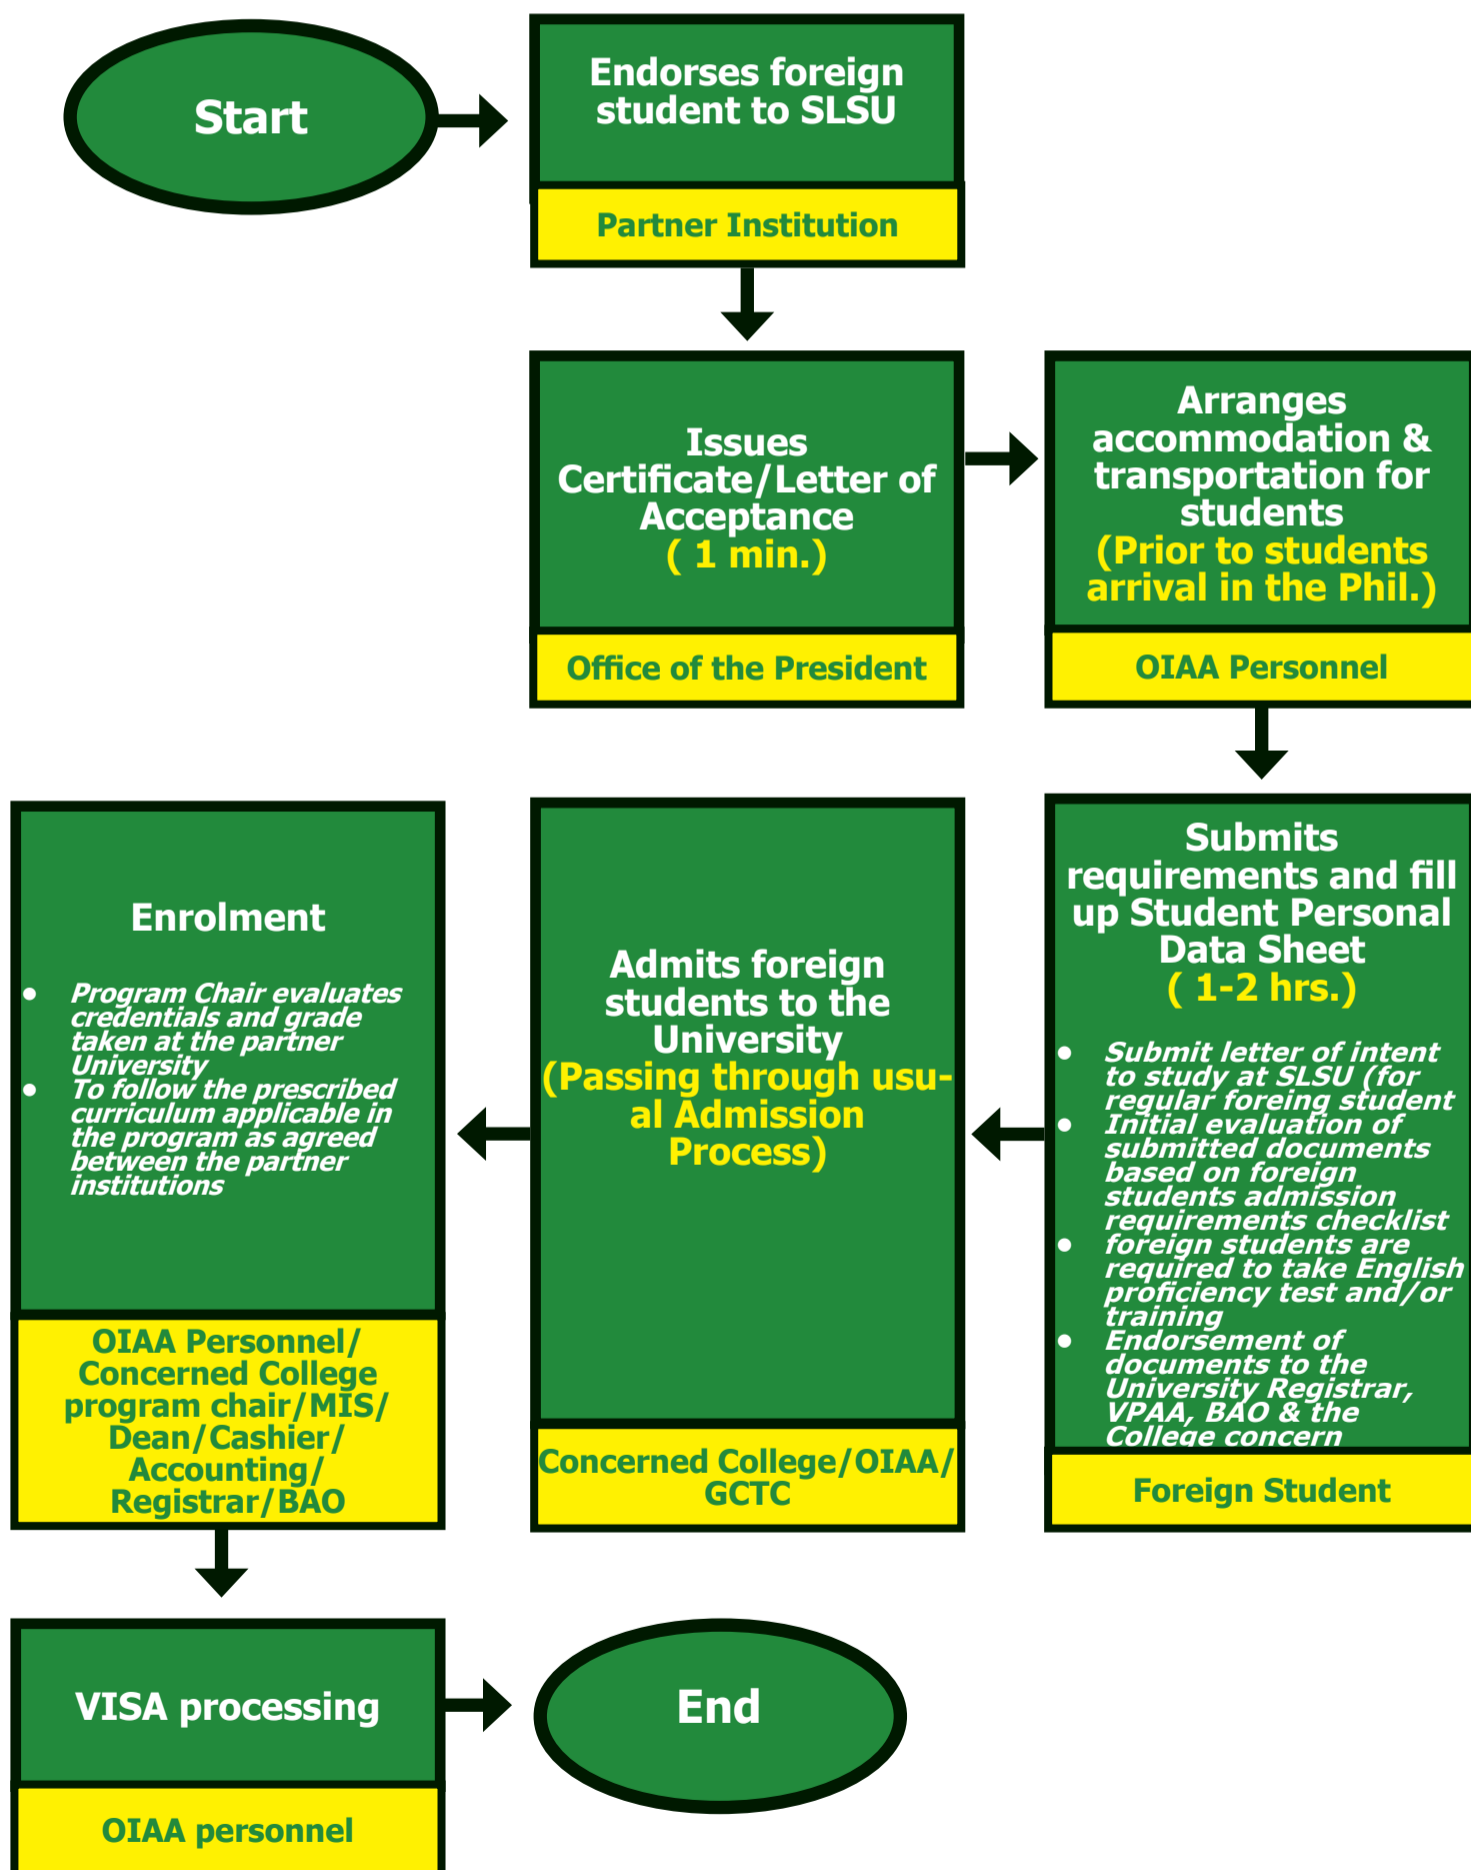 Start
Endorses foreign
student to SLSU
Partner Institution
Issues
Certificate/Letter of
Acceptance
( 1 min.)
Office of the President
Arranges
accommodation &
transportation for
students
(Prior to students
arrival in the Phil.)
OIAA Personnel
Submits
requirements and fill
up Student Personal
Data Sheet
( 1-2 hrs.)
• Submit letter of intent
to study at SLSU (for
regular foreing student
• Initial evaluation of
submitted documents
based on foreign
students admission
requirements checklist
• foreign students are
required to take English
proficiency test and/or
training
• Endorsement of
documents to the
University Registrar,
VPAA, BAO & the
College concern
Foreign Student
Admits foreign
students to the
University
(Passing through usu-
al Admission
Process)
Concerned College/OIAA/
GCTC
Enrolment
• Program Chair evaluates
credentials and grade
taken at the partner
University
• To follow the prescribed
curriculum applicable in
the program as agreed
between the partner
institutions
OIAA Personnel/
Concerned College
program chair/MIS/
Dean/Cashier/
Accounting/
Registrar/BAO
VISA processing
OIAA personnel
End